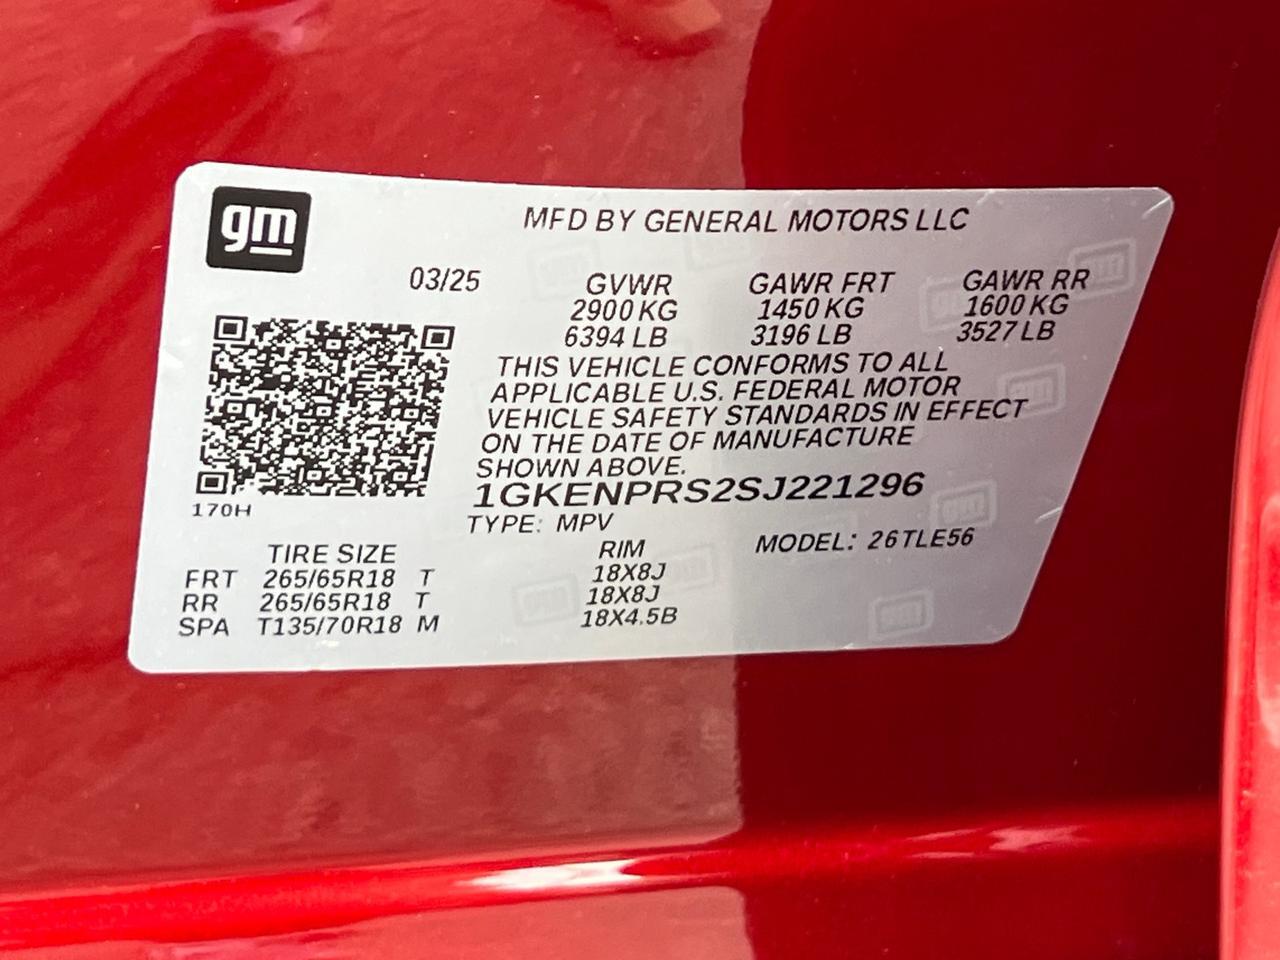 gm
MFD BY GENERAL MOTORS LLC
03/25 GVWR GAWR FRT GAWR RR
2900 KG 1450 KG 1600 KG
6394 LB 3196 LB 3527 LB
THIS VEHICLE CONFORMS TO ALL
APPLICABLE U.S. FEDERAL MOTOR
VEHICLE SAFETY STANDARDS IN EFFECT
ON THE DATE OF MANUFACTURE
SHOWN ABOVE.
1GKENPRS2SJ221296
170H
TYPE: MPV MODEL: 26TLE56
TIRE SIZE RIM
FRT 265/65R18 T 18X8J
RR 265/65R18 T 18X8J
SPA T135/70R18 M 18X4.5B